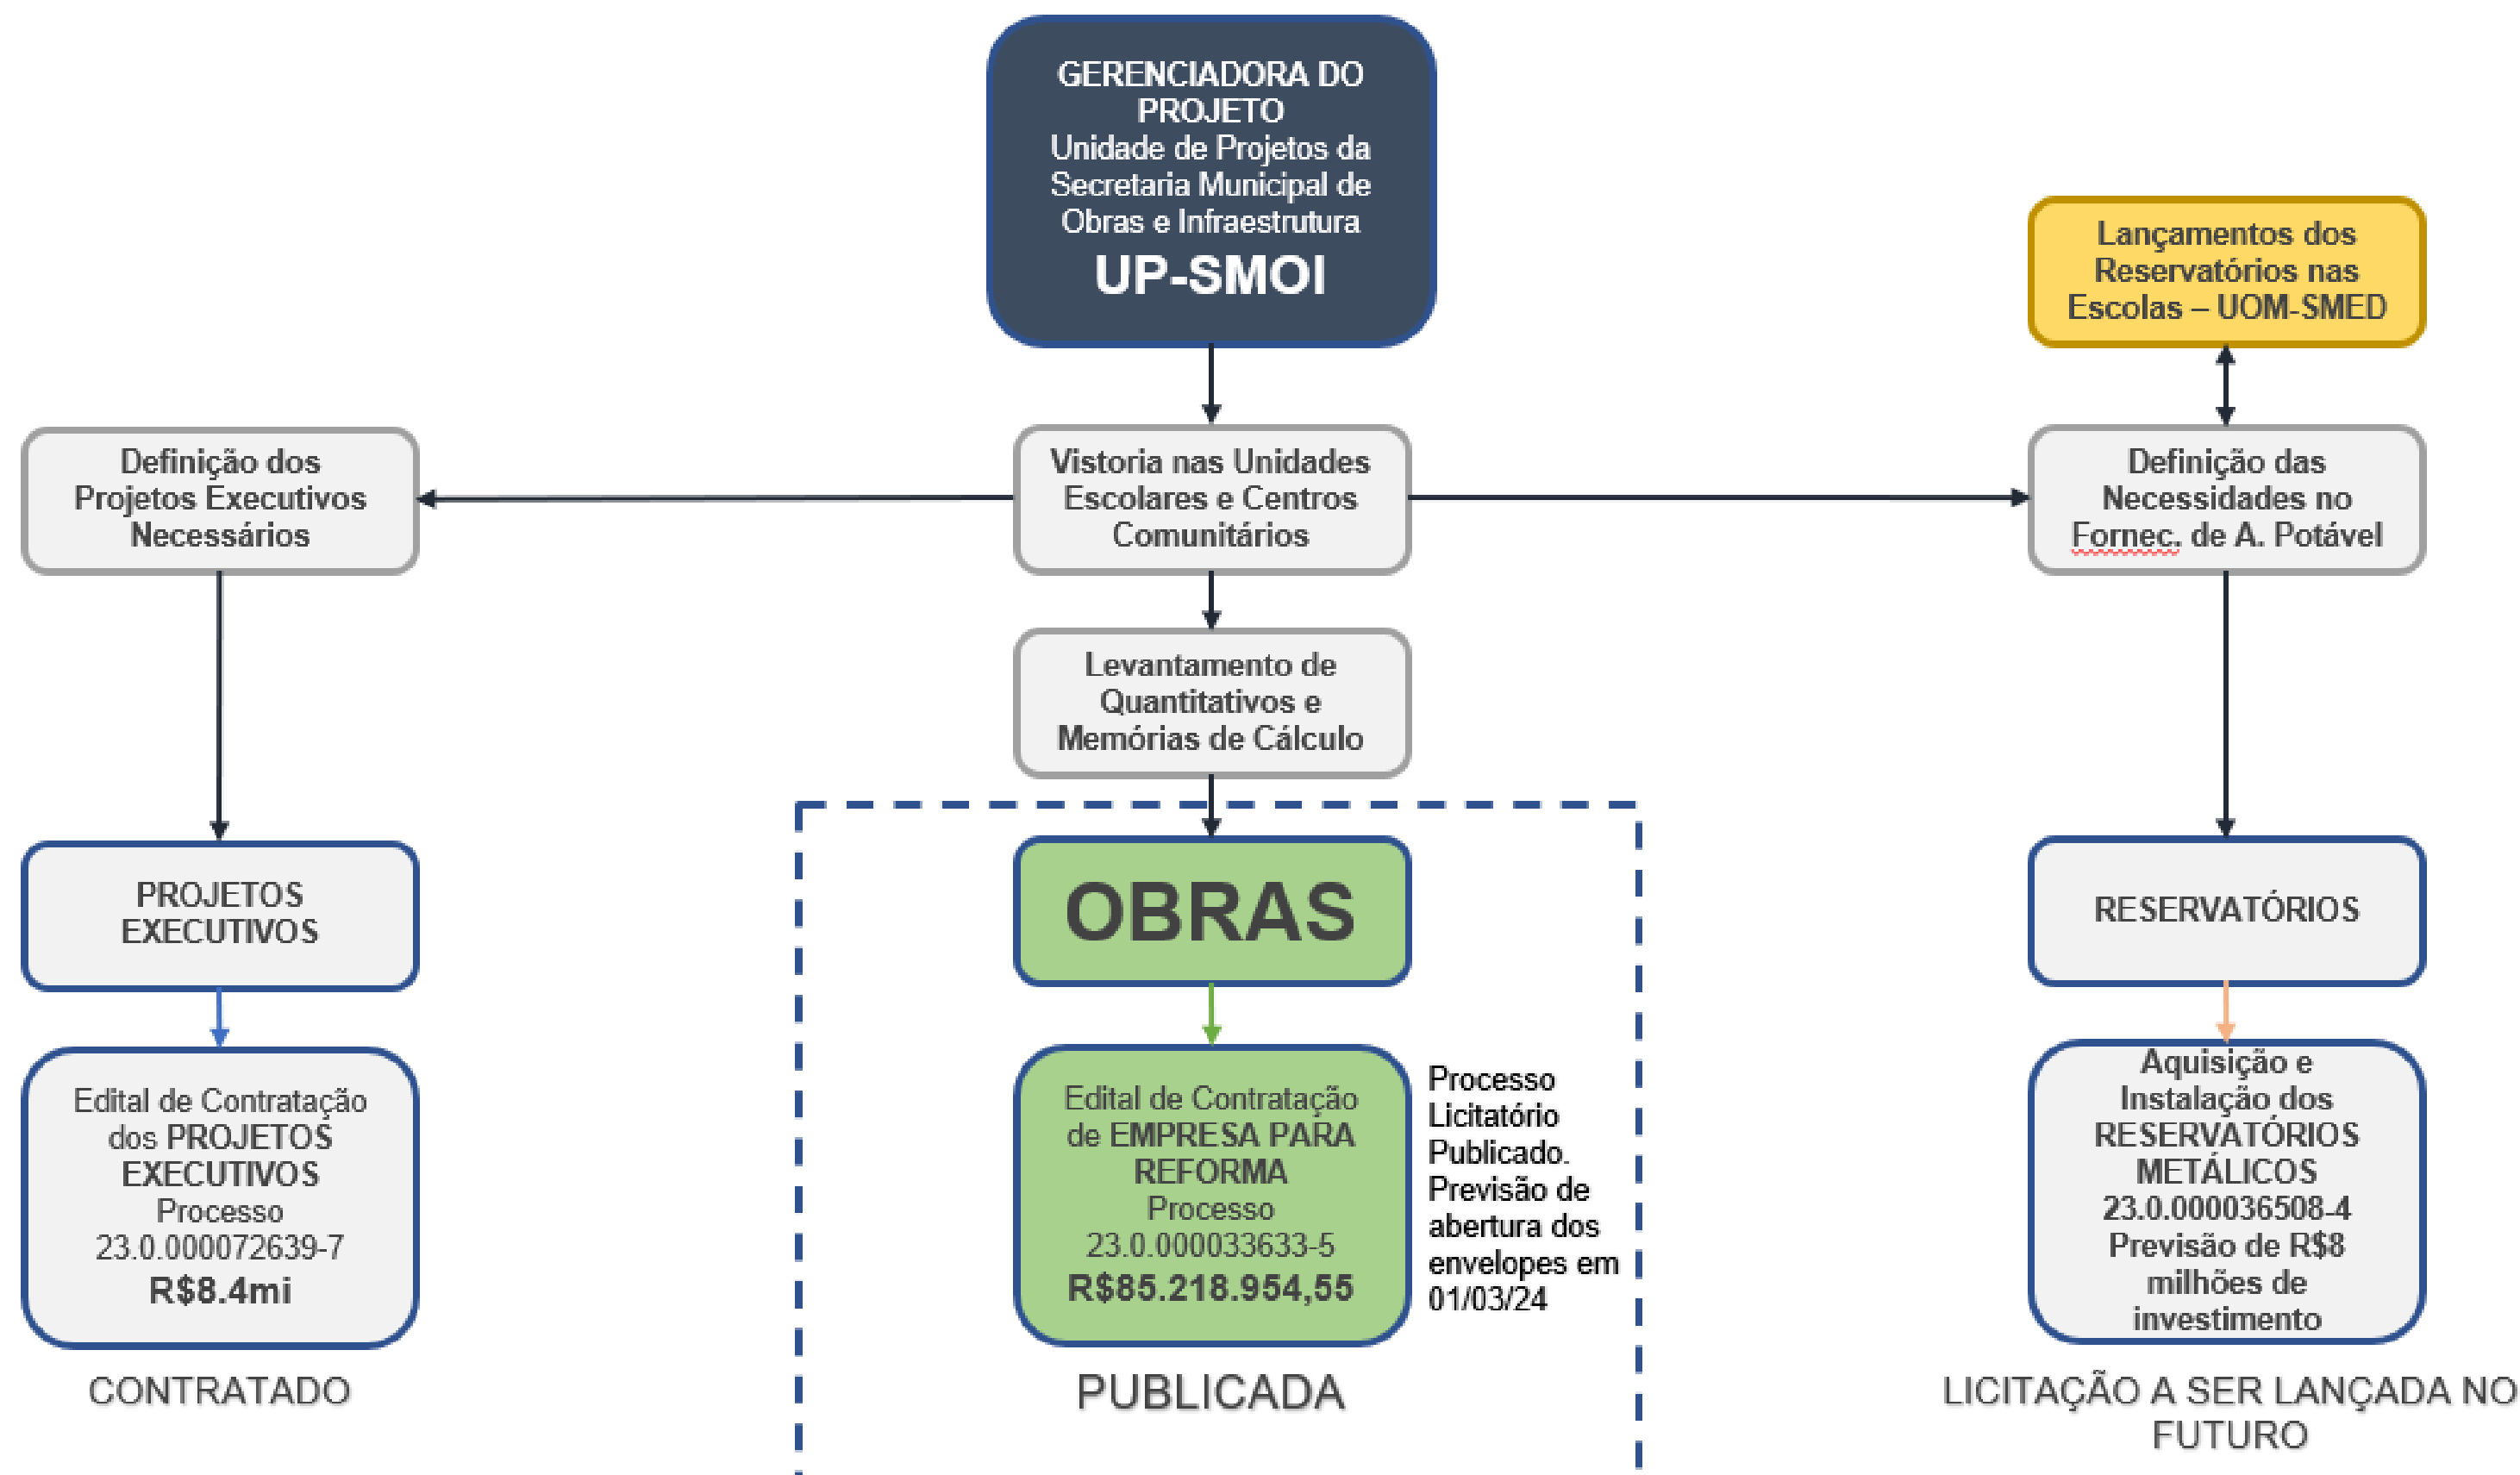 GERENCIADORA DO
PROJETO
Unidade de Projetos da
Secretaria Municipal de
Obras e Infraestrutura
UP-SMOI
Lançamentos dos
Reservatórios nas
Escolas – UOM-SMED
Definição dos
Projetos Executivos
Necessários
Vistoria nas Unidades
Escolares e Centros
Comunitários
Definição das
Necessidades no
Fornec. de A. Potável
Levantamento de
Quantitativos e
Memórias de Cálculo
PROJETOS
EXECUTIVOS
OBRAS
RESERVATÓRIOS
Edital de Contratação
dos PROJETOS
EXECUTIVOS
Processo
23.0.000072639-7
R$8.4mi
CONTRATADO
Edital de Contratação
de EMPRESA PARA
REFORMA
Processo
23.0.000033633-5
R$85.218.954,55
PUBLICADA
Processo
Licitatório
Publicado.
Previsão de
abertura dos
envelopes em
01/03/24
Aquisição e
Instalação dos
RESERVATÓRIOS
METÁLICOS
23.0.000036508-4
Previsão de R$8
milhões de
investimento
LICITAÇÃO A SER LANÇADA NO
FUTURO